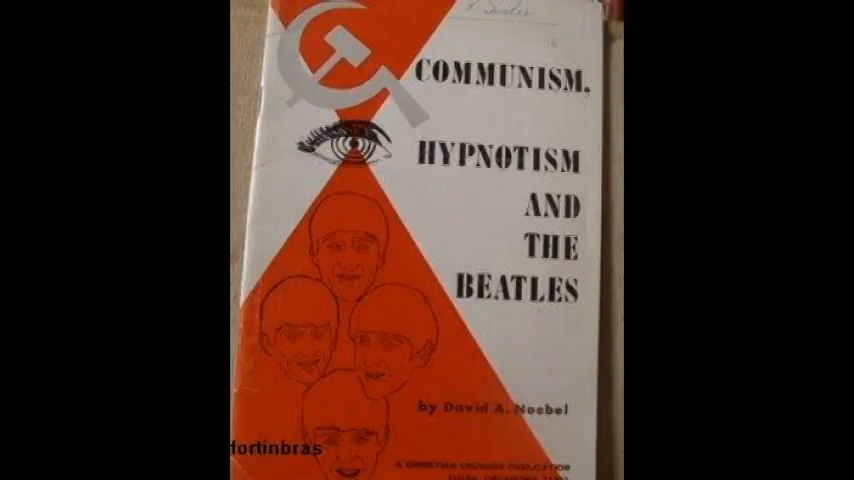 COMMUNISM,
HYPNOTISM
AND
THE
BEATLES
by David A. Noebel
A CHRISTIAN CRUSADE PUBLICATION
fortinbras